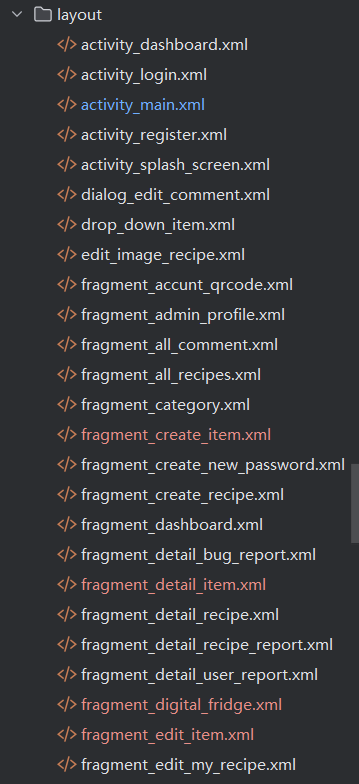 layout
activity_dashboard.xml
activity_login.xml
activity_main.xml
activity_register.xml
activity_splash_screen.xml
dialog_edit_comment.xml
drop_down_item.xml
edit_image_recipe.xml
fragment_accunt_qrcode.xml
fragment_admin_profile.xml
fragment_all_comment.xml
fragment_all_recipes.xml
fragment_category.xml
fragment_create_item.xml
fragment_create_new_password.xml
fragment_create_recipe.xml
fragment_dashboard.xml
fragment_detail_bug_report.xml
fragment_detail_item.xml
fragment_detail_recipe.xml
fragment_detail_recipe_report.xml
fragment_detail_user_report.xml
fragment_digital_fridge.xml
fragment_edit_item.xml
fragment_edit_my_recipe.xml